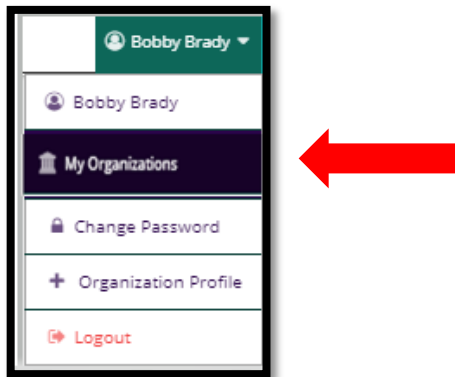 Bobby Brady
Bobby Brady
My Organizations
Change Password
Organization Profile
Logout